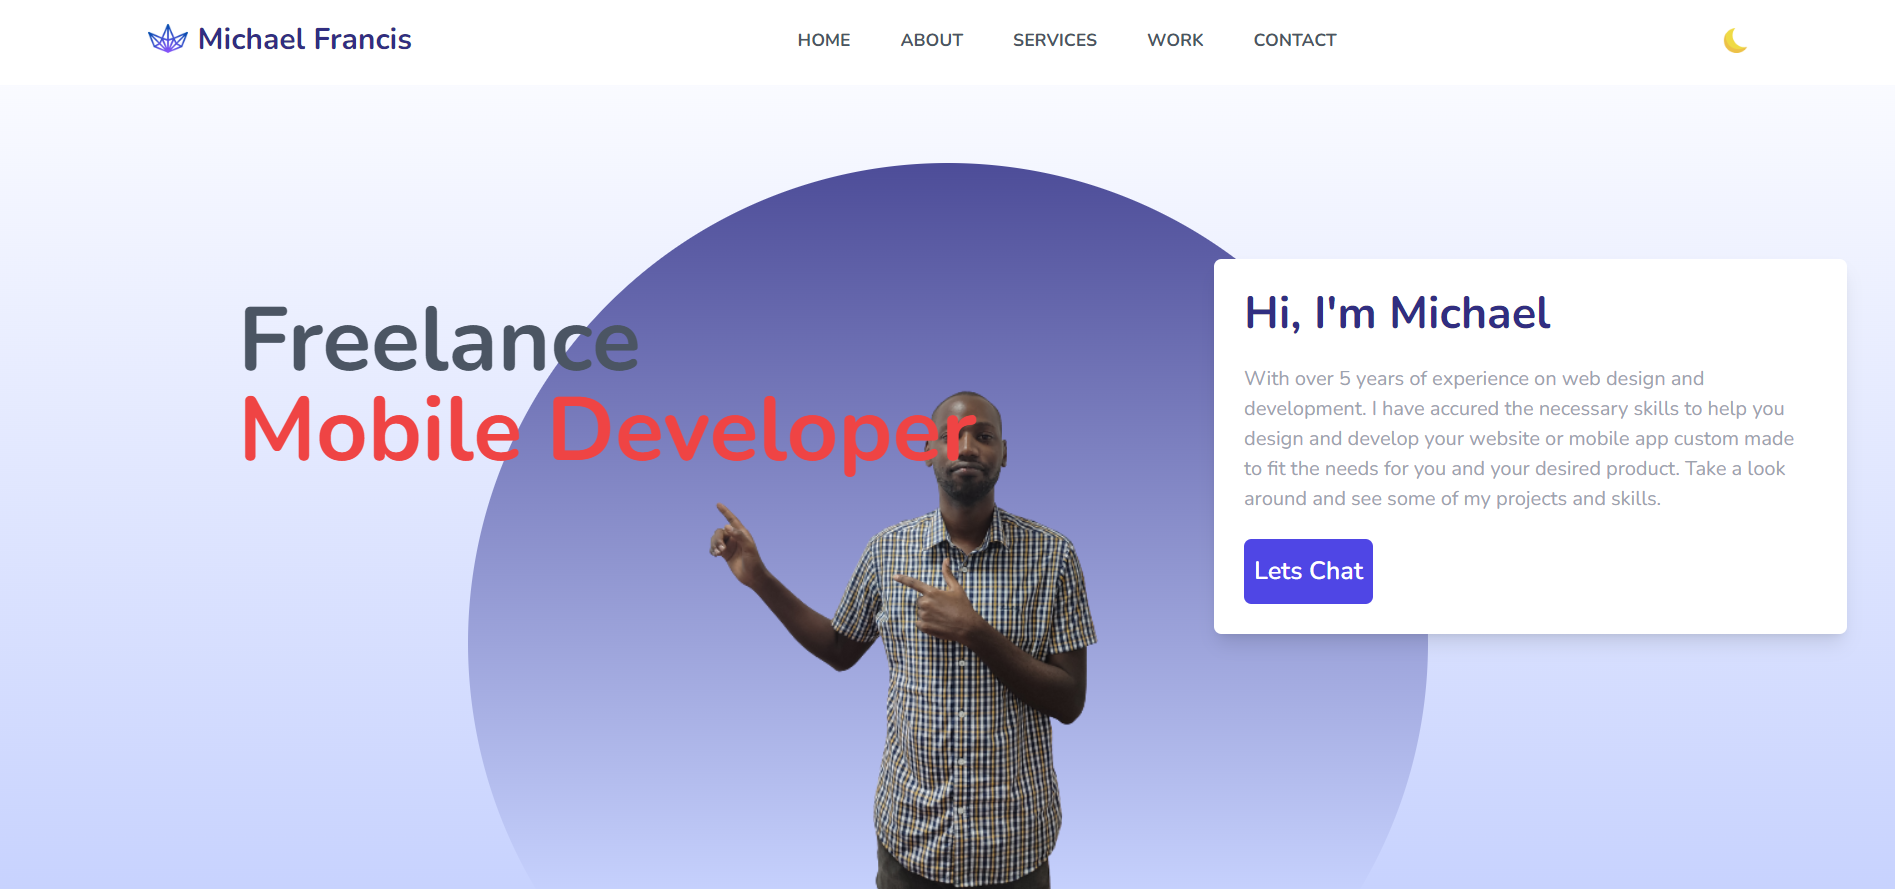 Michael Francis
HOME ABOUT SERVICES WORK CONTACT
Freelance
Mobile Developer
Hi, I'm Michael
With over 5 years of experience on web design and
development. I have accured the necessary skills to help you
design and develop your website or mobile app custom made
to fit the needs for you and your desired product. Take a look
around and see some of my projects and skills.
Lets Chat